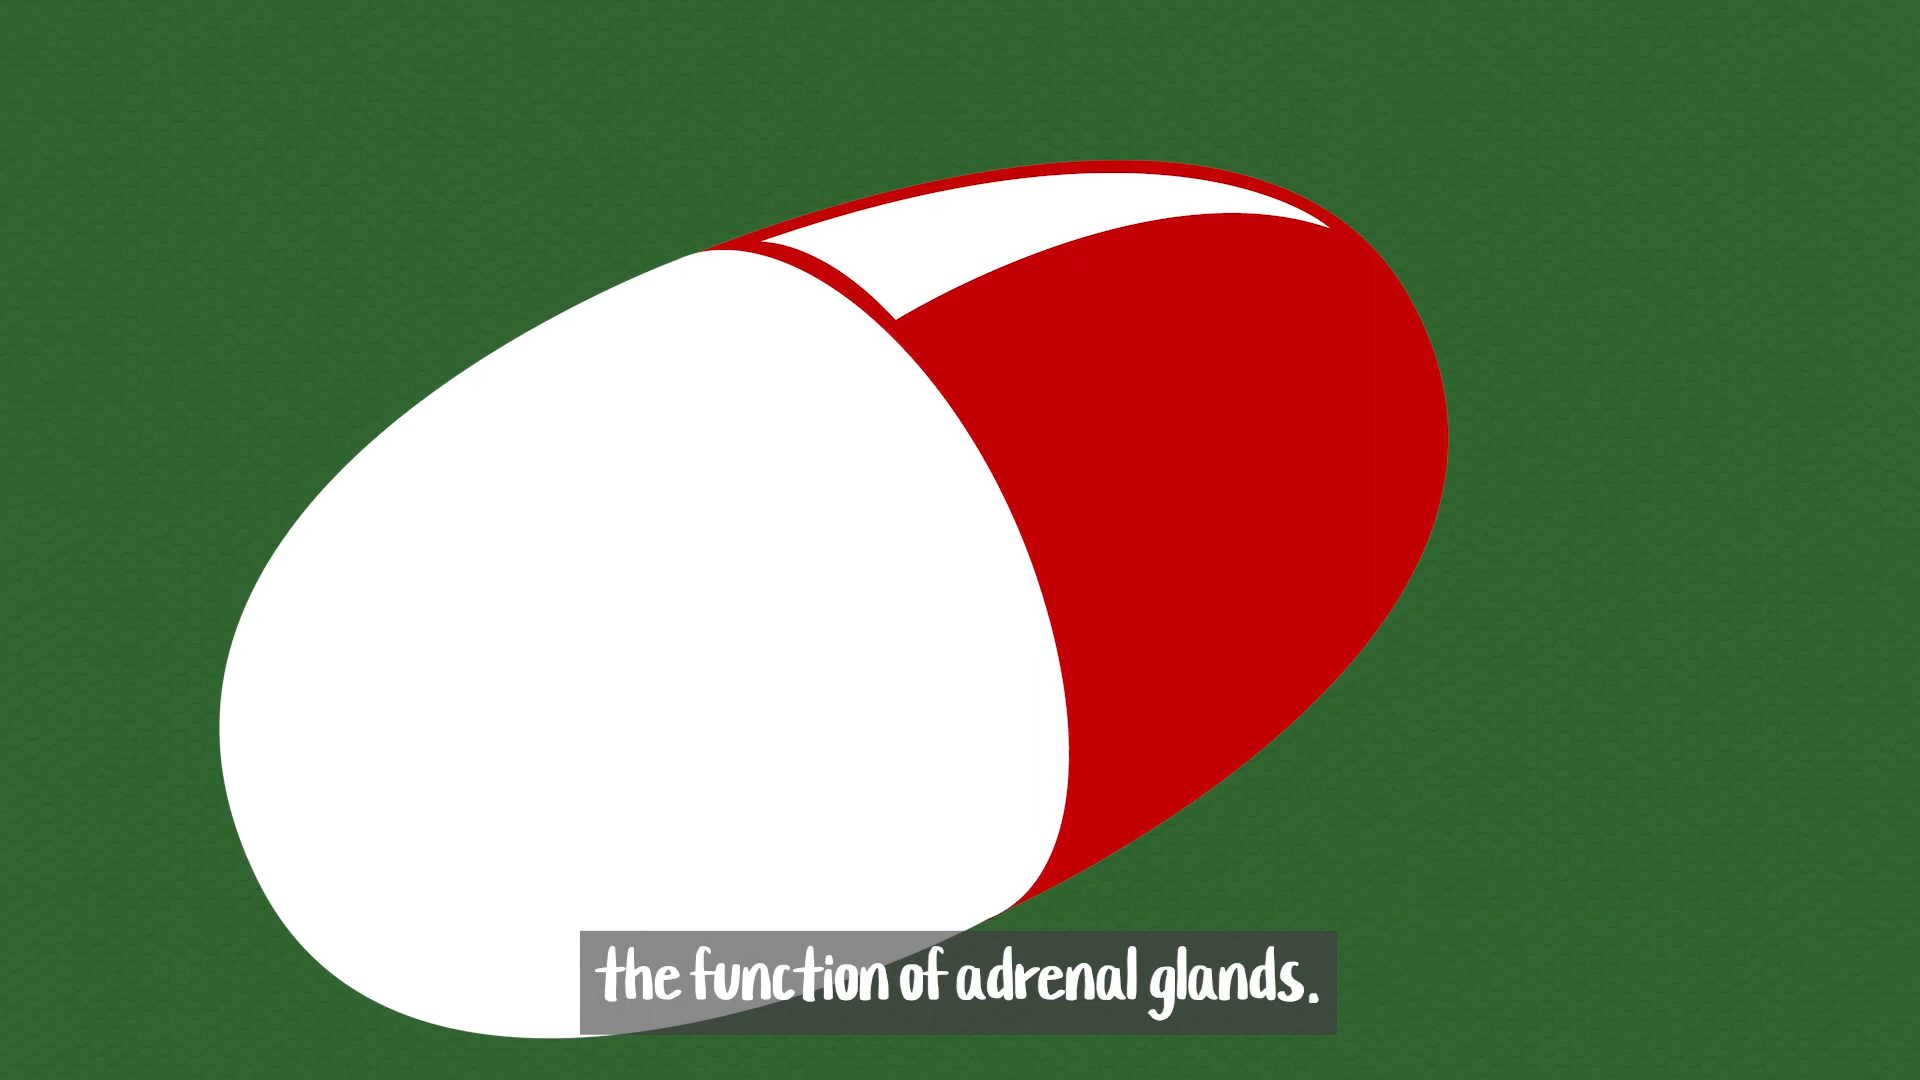 the function of adrenal glands.